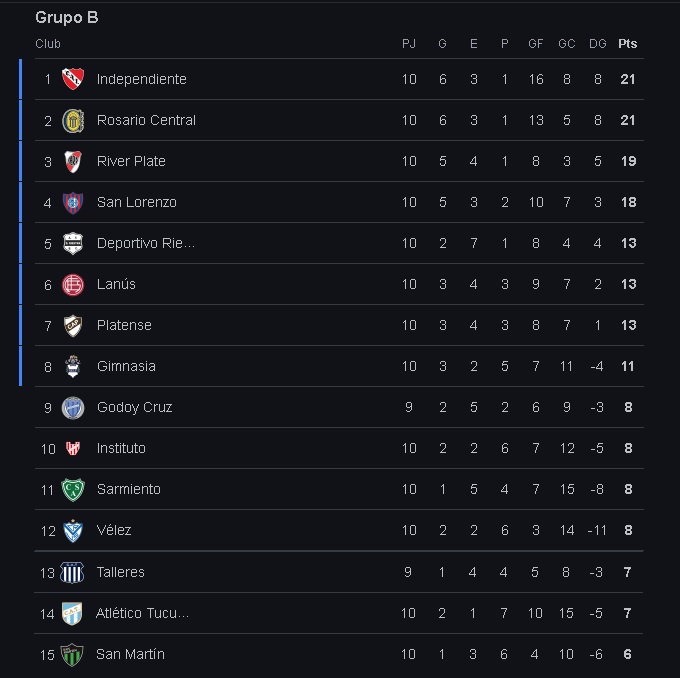 Grupo B
Club PJ G E P GF GC DG Pts
1 Independiente 10 6 3 1 16 8 8 21
2 Rosario Central 10 6 3 1 13 5 8 21
3 River Plate 10 5 4 1 8 3 5 19
4 San Lorenzo 10 5 3 2 10 7 3 18
5 Deportivo Rie... 10 2 7 1 8 4 4 13
6 Lanús 10 3 4 3 9 7 2 13
7 Platense 10 3 4 3 8 7 1 13
8 Gimnasia 10 3 2 5 7 11 -4 11
9 Godoy Cruz 9 2 5 2 6 9 -3 8
10 Instituto 10 2 2 6 7 12 -5 8
11 Sarmiento 10 1 5 4 7 15 -8 8
12 Vélez 10 2 2 6 3 14 -11 8
13 Talleres 9 1 4 4 5 8 -3 7
14 Atlético Tucu... 10 2 1 7 10 15 -5 7
15 San Martín 10 1 3 6 4 10 -6 6